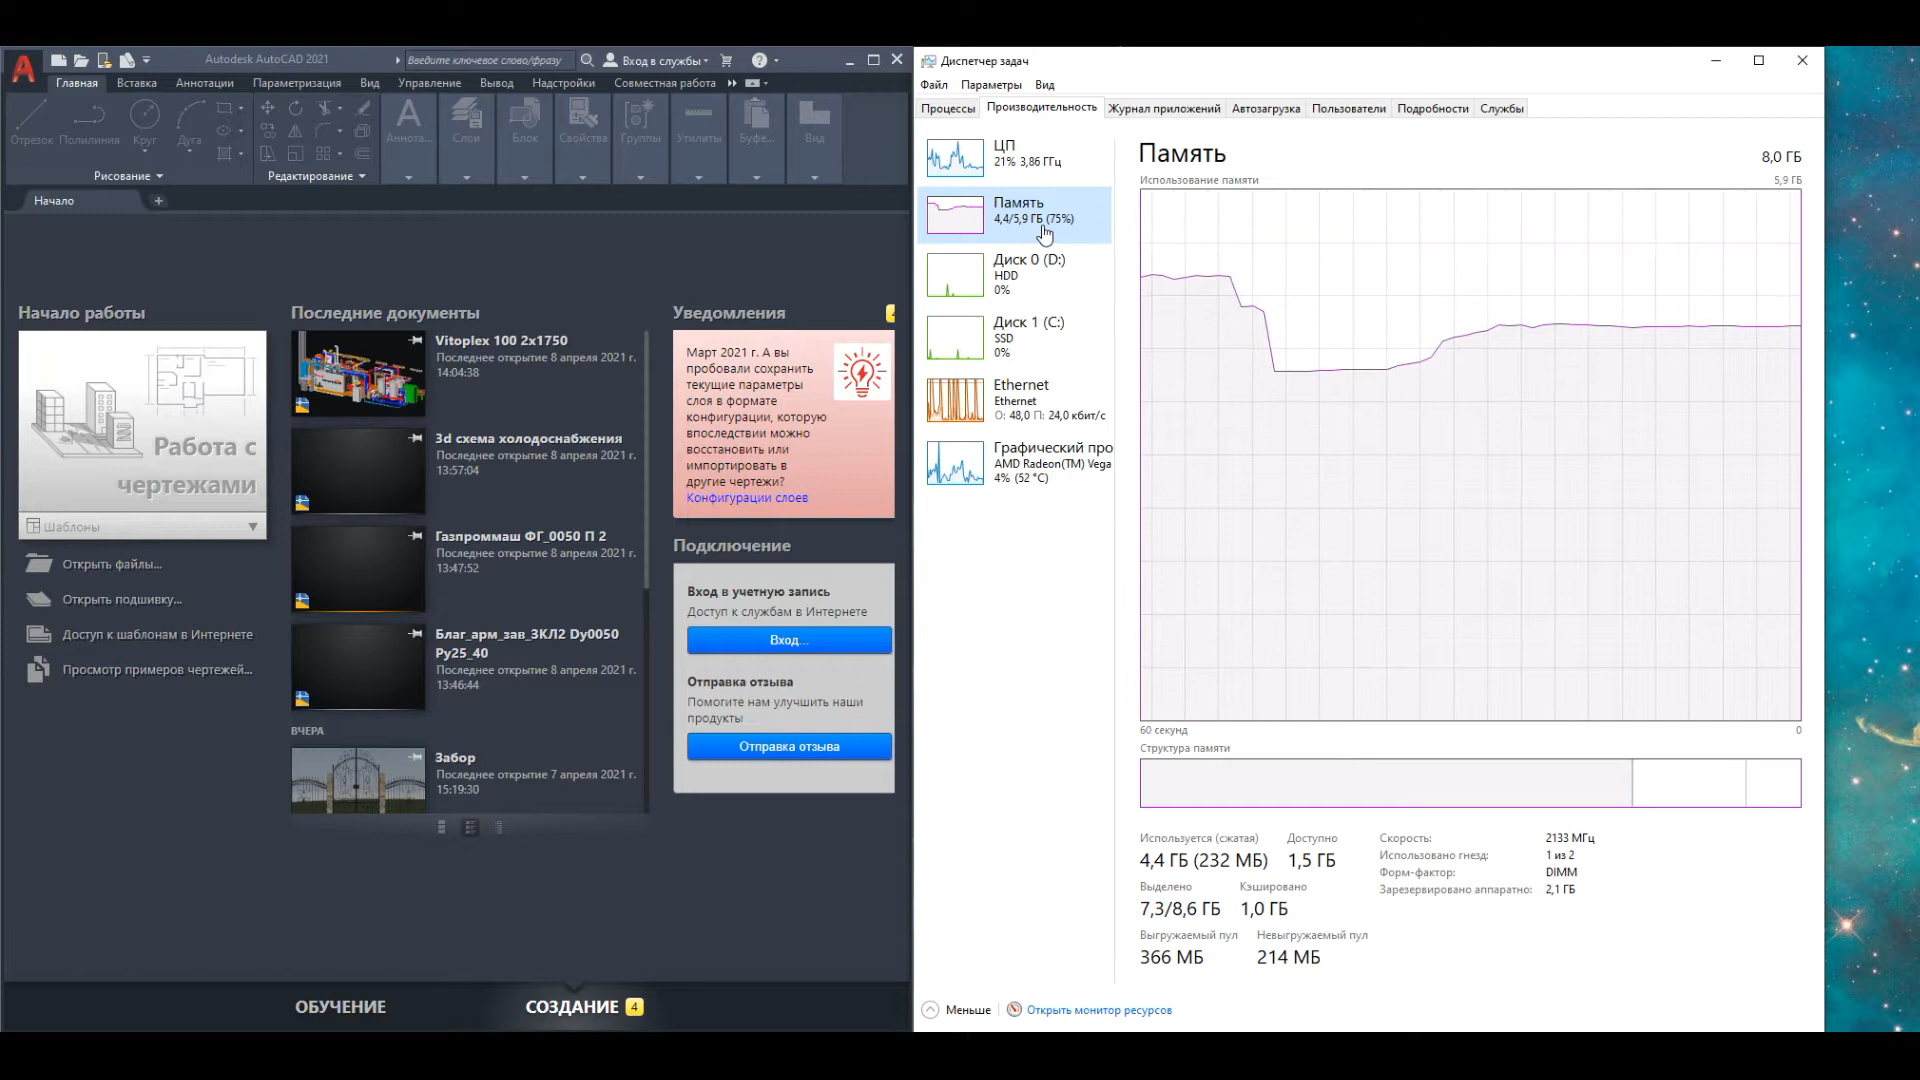 Autodesk AutoCAD 2021
Введите ключевое слово/фразу
Вход в службы
Главная
Вставка
Аннотации
Параметризация
Вид
Управление
Вывод
Надстройки
Совместная работа
Отрезок
Полилиния
Круг
Дуга
Аннота...
Слои
Блок
Свойства
Группы
Утилиты
Буфе...
Вид
Рисование
Редактирование
Начало
Начало работы
Работа с
чертежами
Шаблоны
Открыть файлы...
Открыть подшивку...
Доступ к шаблонам в Интернете
Просмотр примеров чертежей...
Последние документы
Vitoplex 100 2x1750
Последнее открытие 8 апреля 2021 г.
14:04:38
3d схема холодоснабжения
Последнее открытие 8 апреля 2021 г.
13:57:04
Газпроммаш ФГ_0050 П 2
Последнее открытие 8 апреля 2021 г.
13:47:52
Благ_арм_зав_ЗКЛ2 Dy0050
Py25_40
Последнее открытие 8 апреля 2021 г.
13:46:44
ВЧЕРА
Забор
Последнее открытие 7 апреля 2021 г.
15:19:30
Уведомления
Март 2021 г. А вы
пробовали сохранить
текущие параметры
слоя в формате
конфигурации, которую
впоследствии можно
восстановить или
импортировать в
другие чертежи?
Конфигурации слоев
Подключение
Вход в учетную запись
Доступ к службам в Интернете
Вход...
Отправка отзыва
Помогите нам улучшить наши
продукты
Отправка отзыва
ОБУЧЕНИЕ
СОЗДАНИЕ 4
Диспетчер задач
Файл
Параметры
Вид
Процессы
Производительность
Журнал приложений
Автозагрузка
Пользователи
Подробности
Службы
ЦП
21% 3,86 ГГц
Память
4,4/5,9 ГБ (75%)
Диск 0 (D:)
HDD
0%
Диск 1 (C:)
SSD
0%
Ethernet
Ethernet
О: 48,0 П: 24,0 кбит/с
Графический про
AMD Radeon(TM) Vega
4% (52 °C)
Память
8,0 ГБ
Использование памяти
5,9 ГБ
60 секунд
0
Структура памяти
Используется (сжатая)
4,4 ГБ (232 МБ)
Доступно
1,5 ГБ
Выделено
7,3/8,6 ГБ
Кэшировано
1,0 ГБ
Выгружаемый пул
366 МБ
Невыгружаемый пул
214 МБ
Скорость: 2133 МГц
Использовано гнезд: 1 из 2
Форм-фактор: DIMM
Зарезервировано аппаратно: 2,1 ГБ
Меньше
Открыть монитор ресурсов